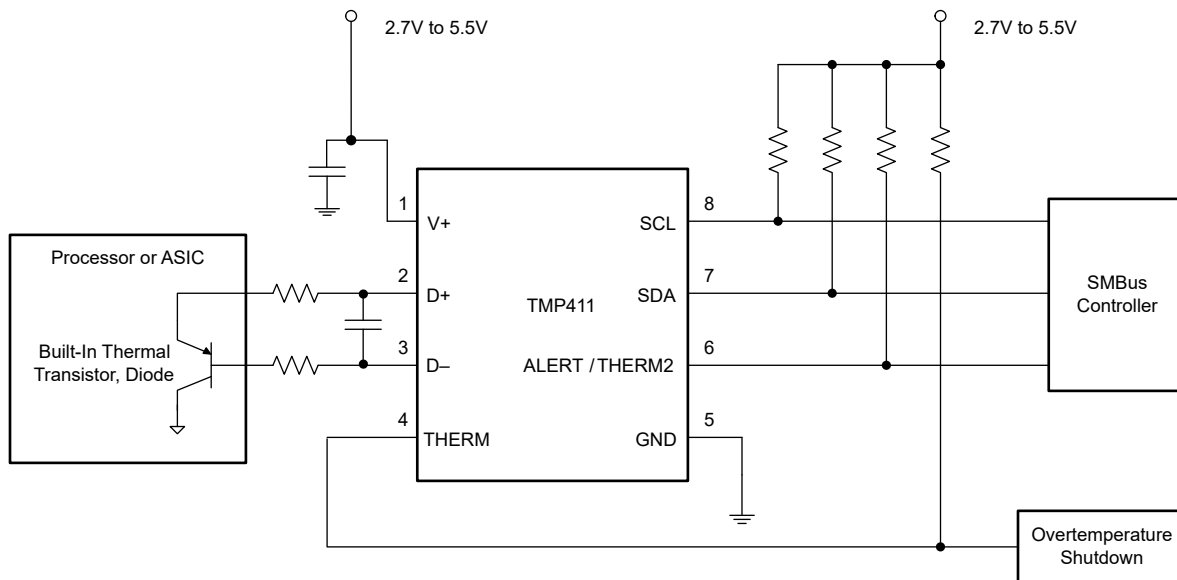 2.7V to 5.5V
2.7V to 5.5V
1
V+
8
SCL
Processor or ASIC
2
D+
TMP411
7
SDA
SMBus
Controller
Built-In Thermal
Transistor, Diode
3
D–
6
ALERT / THERM2
4
THERM
5
GND
Overtemperature
Shutdown